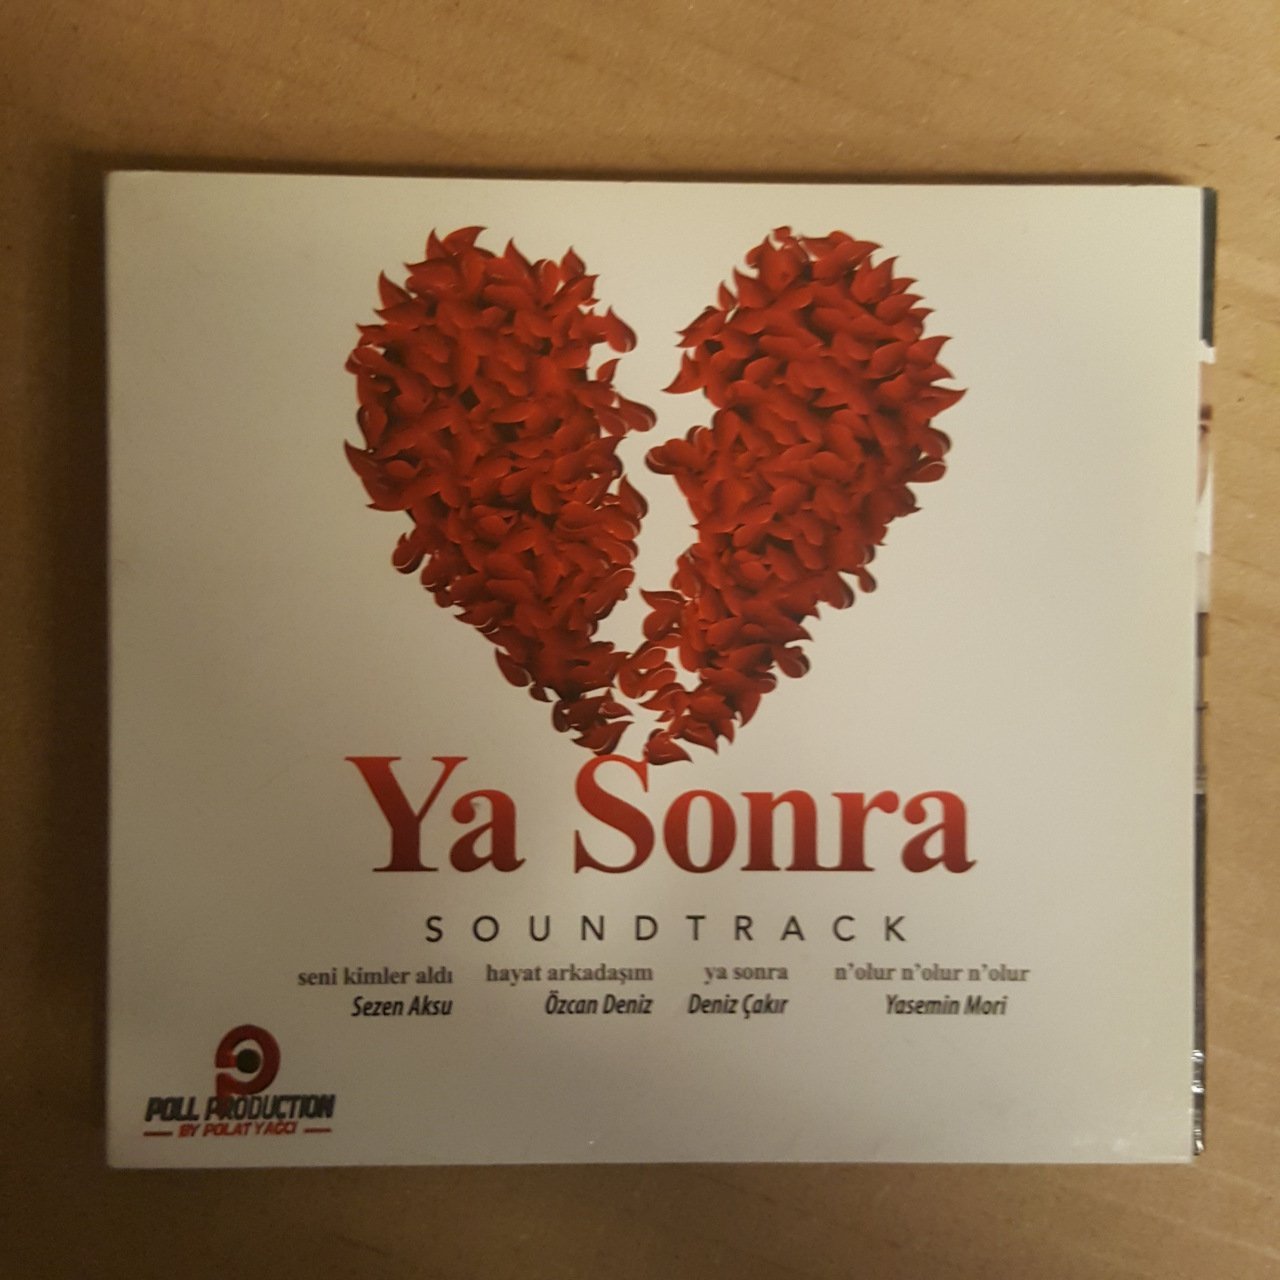 Ya Sonra
SOUNDTRACK
seni kimler aldı hayat arkadaşım ya sonra n'olur n'olur n'olur
Sezen Aksu Özcan Deniz Deniz Çakır Yasemin Mori
POLL PRODUCTION
BY POLAT YAĞCI